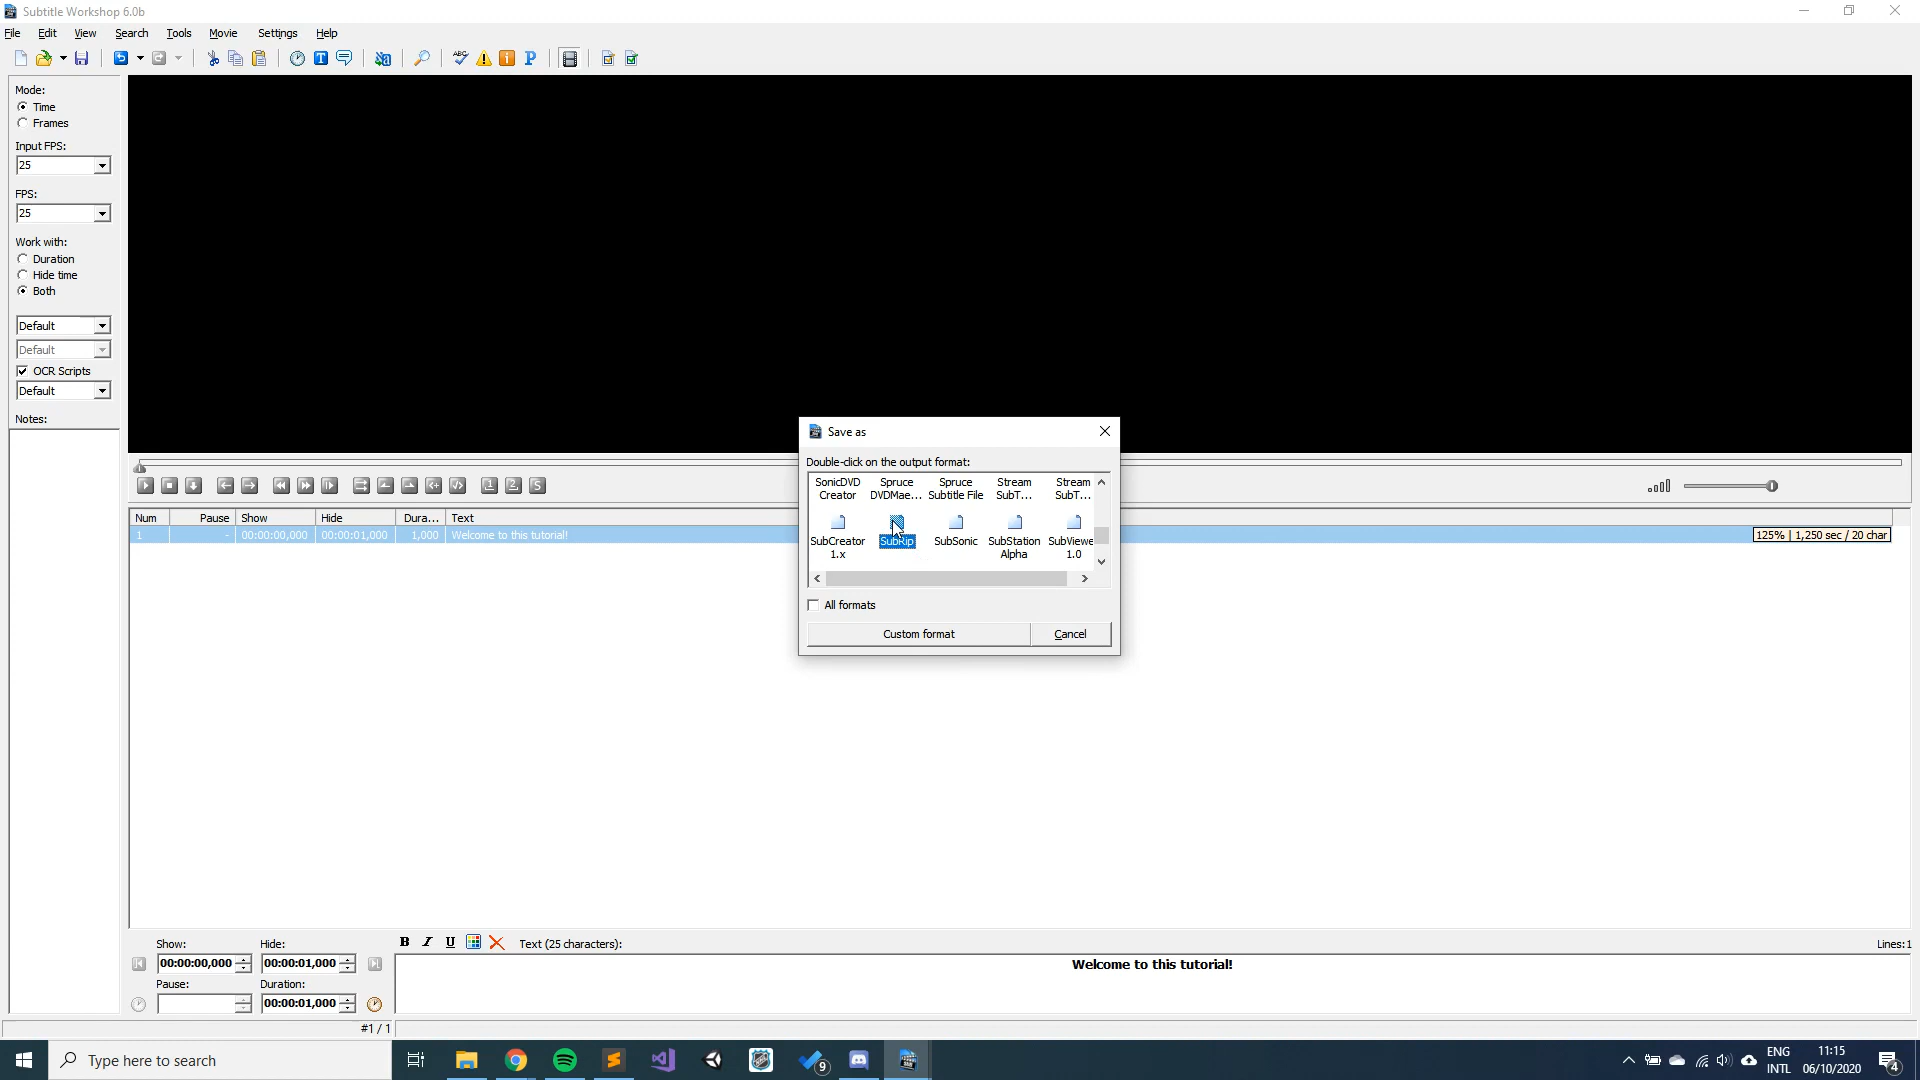 Subtitle Workshop 6.0b
File Edit View Search Tools Movie Settings Help
Mode:
Time
Frames
Input FPS:
25
FPS:
25
Work with:
Duration
Hide time
Both
Default
Default
OCR Scripts
Default
Notes:
Num Pause Show Hide Dura... Text
1 - 00:00:00,000 00:00:01,000 1,000 Welcome to this tutorial!
125% | 1,250 sec / 20 char
Save as
Double-click on the output format:
SonicDVD Creator
Spruce DVDMae...
Spruce Subtitle File
Stream SubT...
Stream SubT...
SubCreator 1.x
SubRip
SubSonic
SubStation Alpha
SubViewe 1.0
All formats
Custom format Cancel
Show: Hide:
00:00:00,000 00:00:01,000
Pause: Duration:
00:00:01,000
B I U Text (25 characters): Lines:1
Welcome to this tutorial!
#1 / 1
Type here to search
9
ENG
INTL
11:15
06/10/2020
4